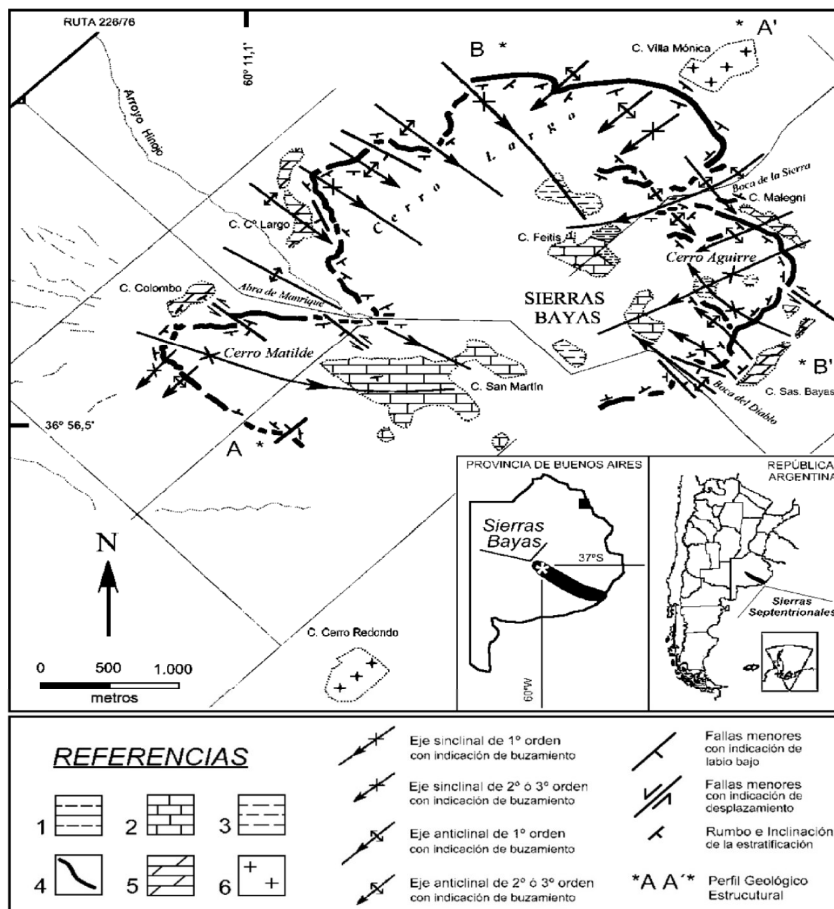 RUTA 226/76
60° 11,1'
B *
* A'
C. Villa Mónica
Arroyo Hinojo
Cerro Largo
Boca de la Sierra
C. Malegni
C. Cº Largo
C. Feitis
Cerro Aguirre
C. Colombo
Abra de Manrique
SIERRAS
BAYAS
Cerro Matilde
* B'
C. San Martín
C. Sas. Bayas
Boca del Diablo
36° 56,5'
A *
N
PROVINCIA DE BUENOS AIRES
Sierras
Bayas
37ºS
60ºW
REPÚBLICA
ARGENTINA
Sierras
Septentrionales
C. Cerro Redondo
0 500 1.000
metros
REFERENCIAS
1 2 3
4 5 6
Eje sinclinal de 1º orden
con indicación de buzamiento
Eje sinclinal de 2º ó 3º orden
con indicación de buzamiento
Eje anticlinal de 1º orden
con indicación de buzamiento
Eje anticlinal de 2º ó 3º orden
con indicación de buzamiento
Fallas menores
con indicación de
labio bajo
Fallas menores
con indicación de
desplazamiento
Rumbo e Inclinación
de la estratificación
*A A´* Perfil Geológico
Estrucutural